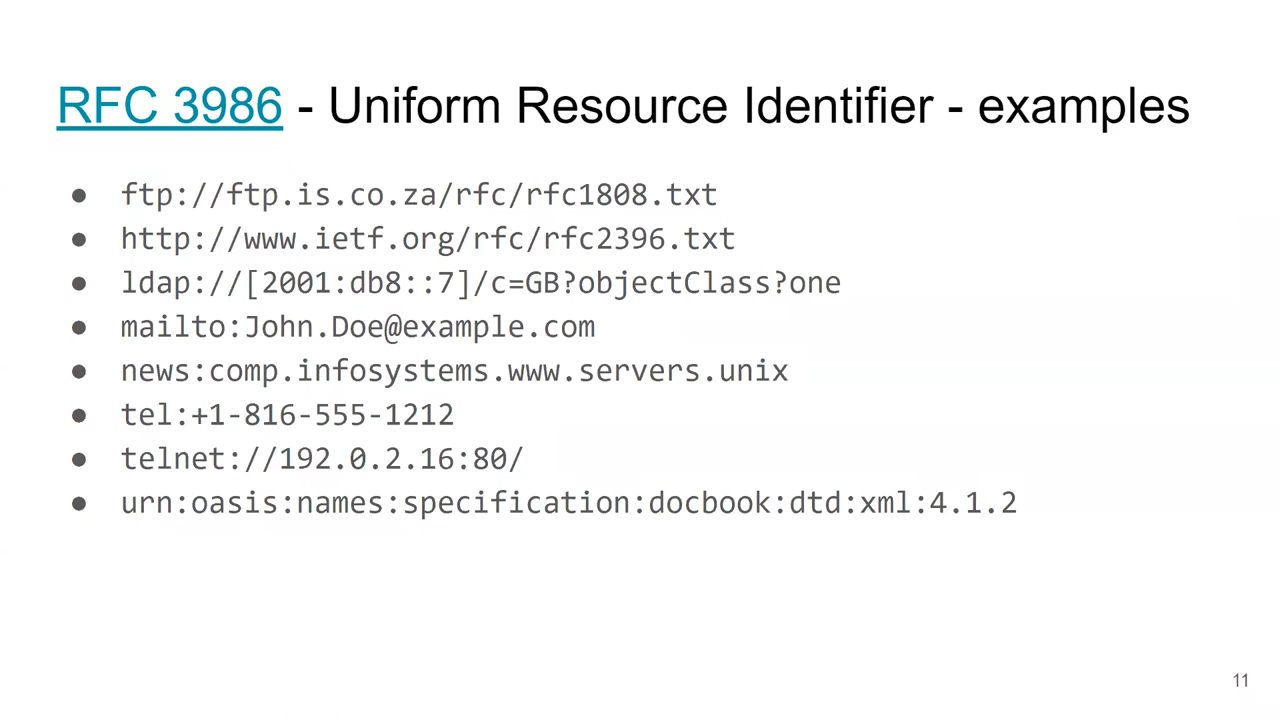 RFC 3986 - Uniform Resource Identifier - examples
● ftp://ftp.is.co.za/rfc/rfc1808.txt
● http://www.ietf.org/rfc/rfc2396.txt
● ldap://[2001:db8::7]/c=GB?objectClass?one
● mailto:John.Doe@example.com
● news:comp.infosystems.www.servers.unix
● tel:+1-816-555-1212
● telnet://192.0.2.16:80/
● urn:oasis:names:specification:docbook:dtd:xml:4.1.2
11